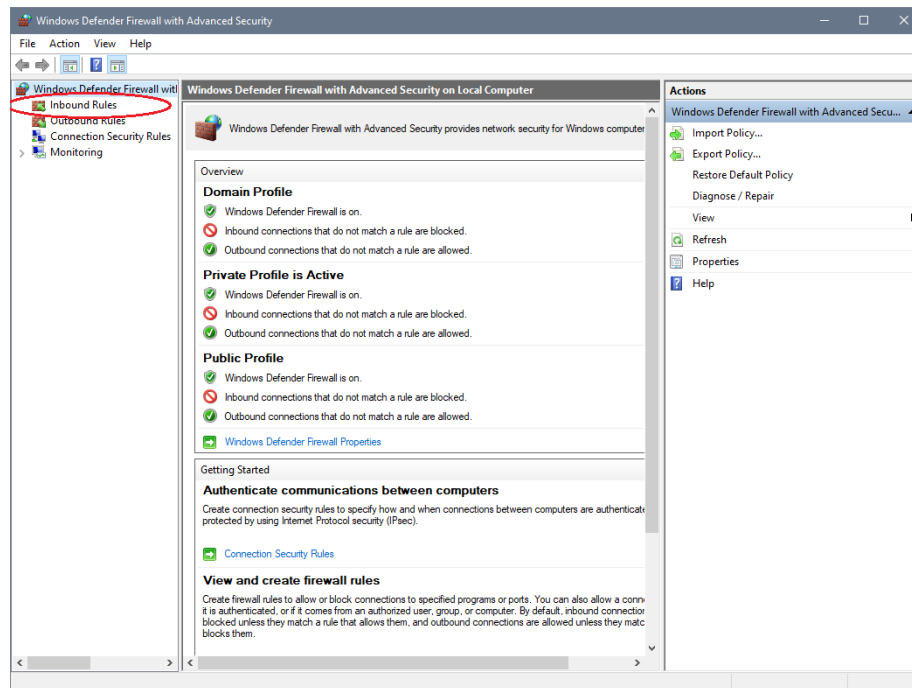 Windows Defender Firewall with Advanced Security
File Action View Help
Windows Defender Firewall with
Inbound Rules
Outbound Rules
Connection Security Rules
Monitoring
Windows Defender Firewall with Advanced Security on Local Computer
Windows Defender Firewall with Advanced Security provides network security for Windows computer
Overview
Domain Profile
Windows Defender Firewall is on.
Inbound connections that do not match a rule are blocked.
Outbound connections that do not match a rule are allowed.
Private Profile is Active
Windows Defender Firewall is on.
Inbound connections that do not match a rule are blocked.
Outbound connections that do not match a rule are allowed.
Public Profile
Windows Defender Firewall is on.
Inbound connections that do not match a rule are blocked.
Outbound connections that do not match a rule are allowed.
Windows Defender Firewall Properties
Getting Started
Authenticate communications between computers
Create connection security rules to specify how and when connections between computers are authenticate
protected by using Internet Protocol security (IPsec).
Connection Security Rules
View and create firewall rules
Create firewall rules to allow or block connections to specified programs or ports. You can also allow a conn
it is authenticated, or if it comes from an authorized user, group, or computer. By default, inbound connection
blocked unless they match a rule that allows them, and outbound connections are allowed unless they matc
blocks them.
Actions
Windows Defender Firewall with Advanced Secu...
Import Policy...
Export Policy...
Restore Default Policy
Diagnose / Repair
View
Refresh
Properties
Help